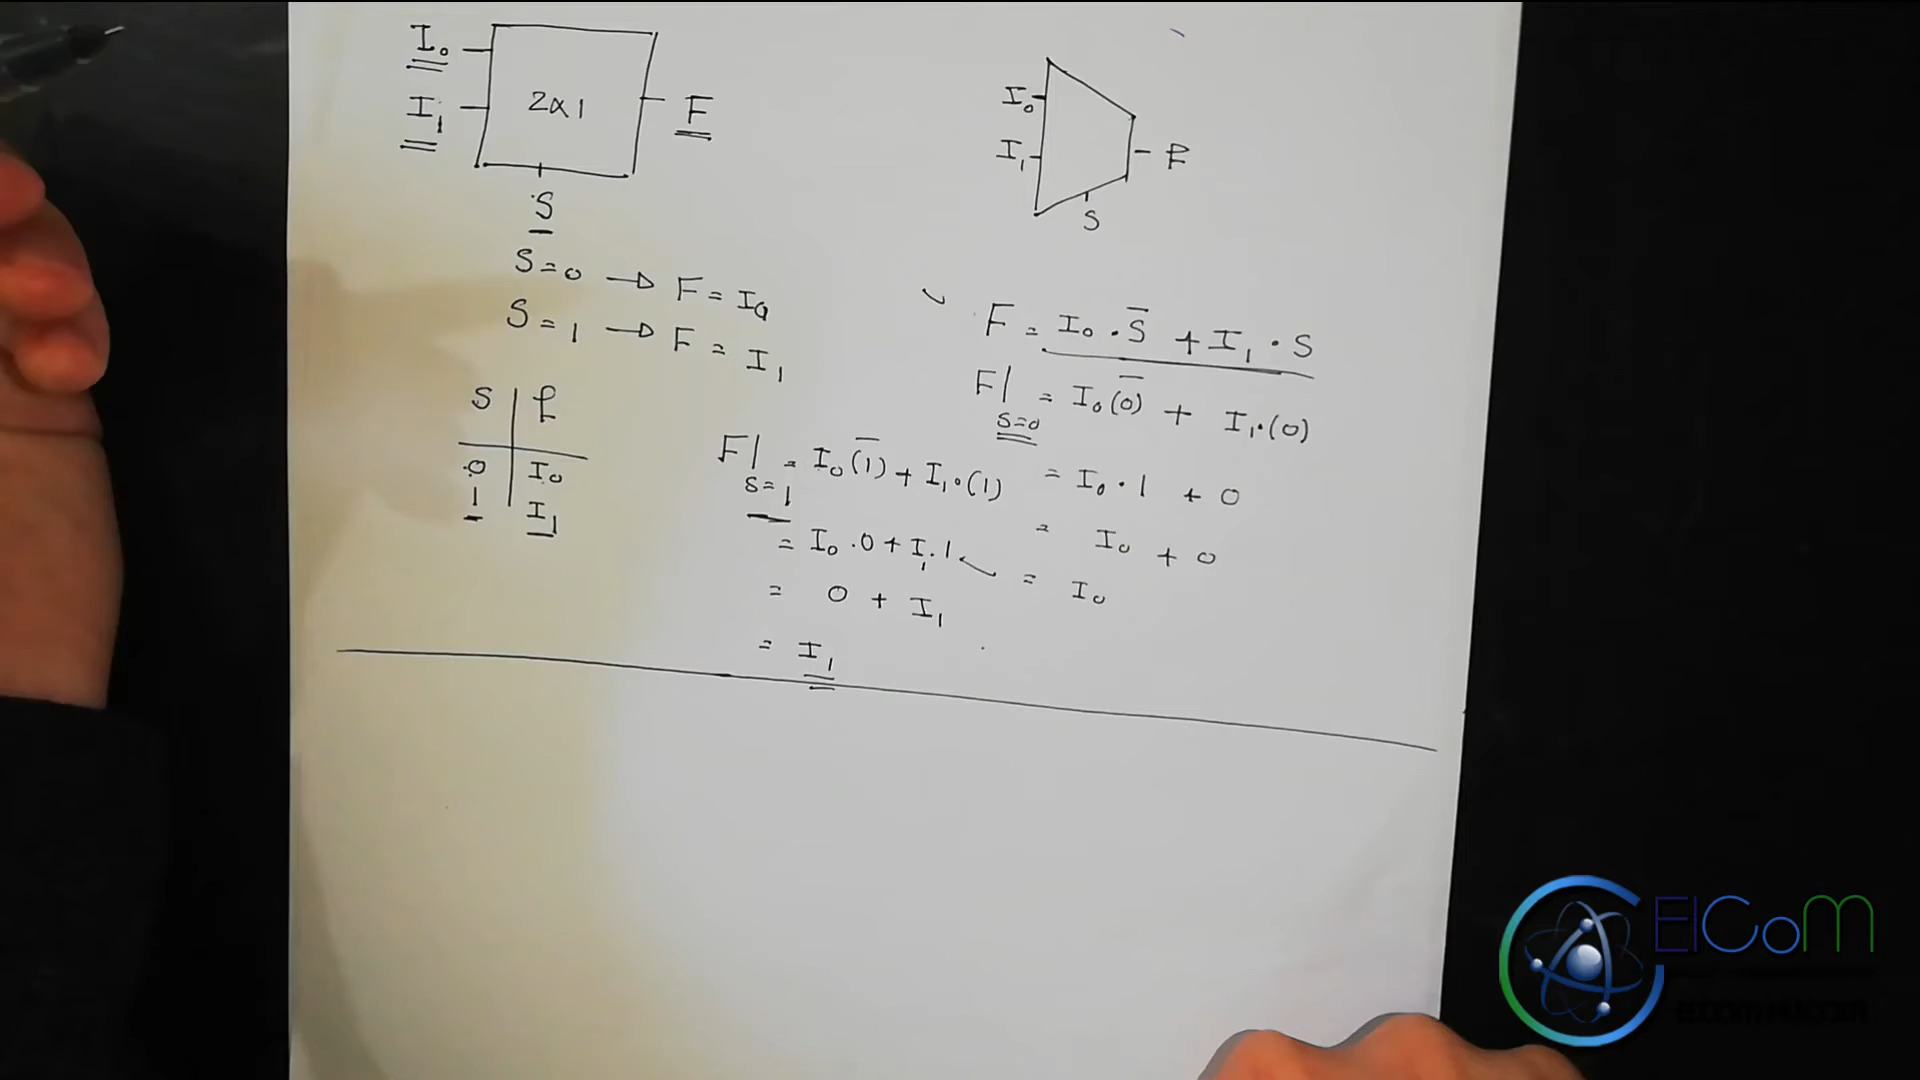 I₀
I₁
2x1
F
S
S=0 → F = I₀
S = 1 → F = I₁
S | f
0 | I₀
1 | I₁
I₀
I₁
F
S
F = I₀ · S̅ + I₁ · S
F|S=0 = I₀(0̅) + I₁·(0)
= I₀ · 1 + 0
= I₀ + 0
= I₀
F|S=1 = I₀(1̅) + I₁·(1)
= I₀ · 0 + I₁ · 1
= 0 + I₁
= I₁
ElCoM